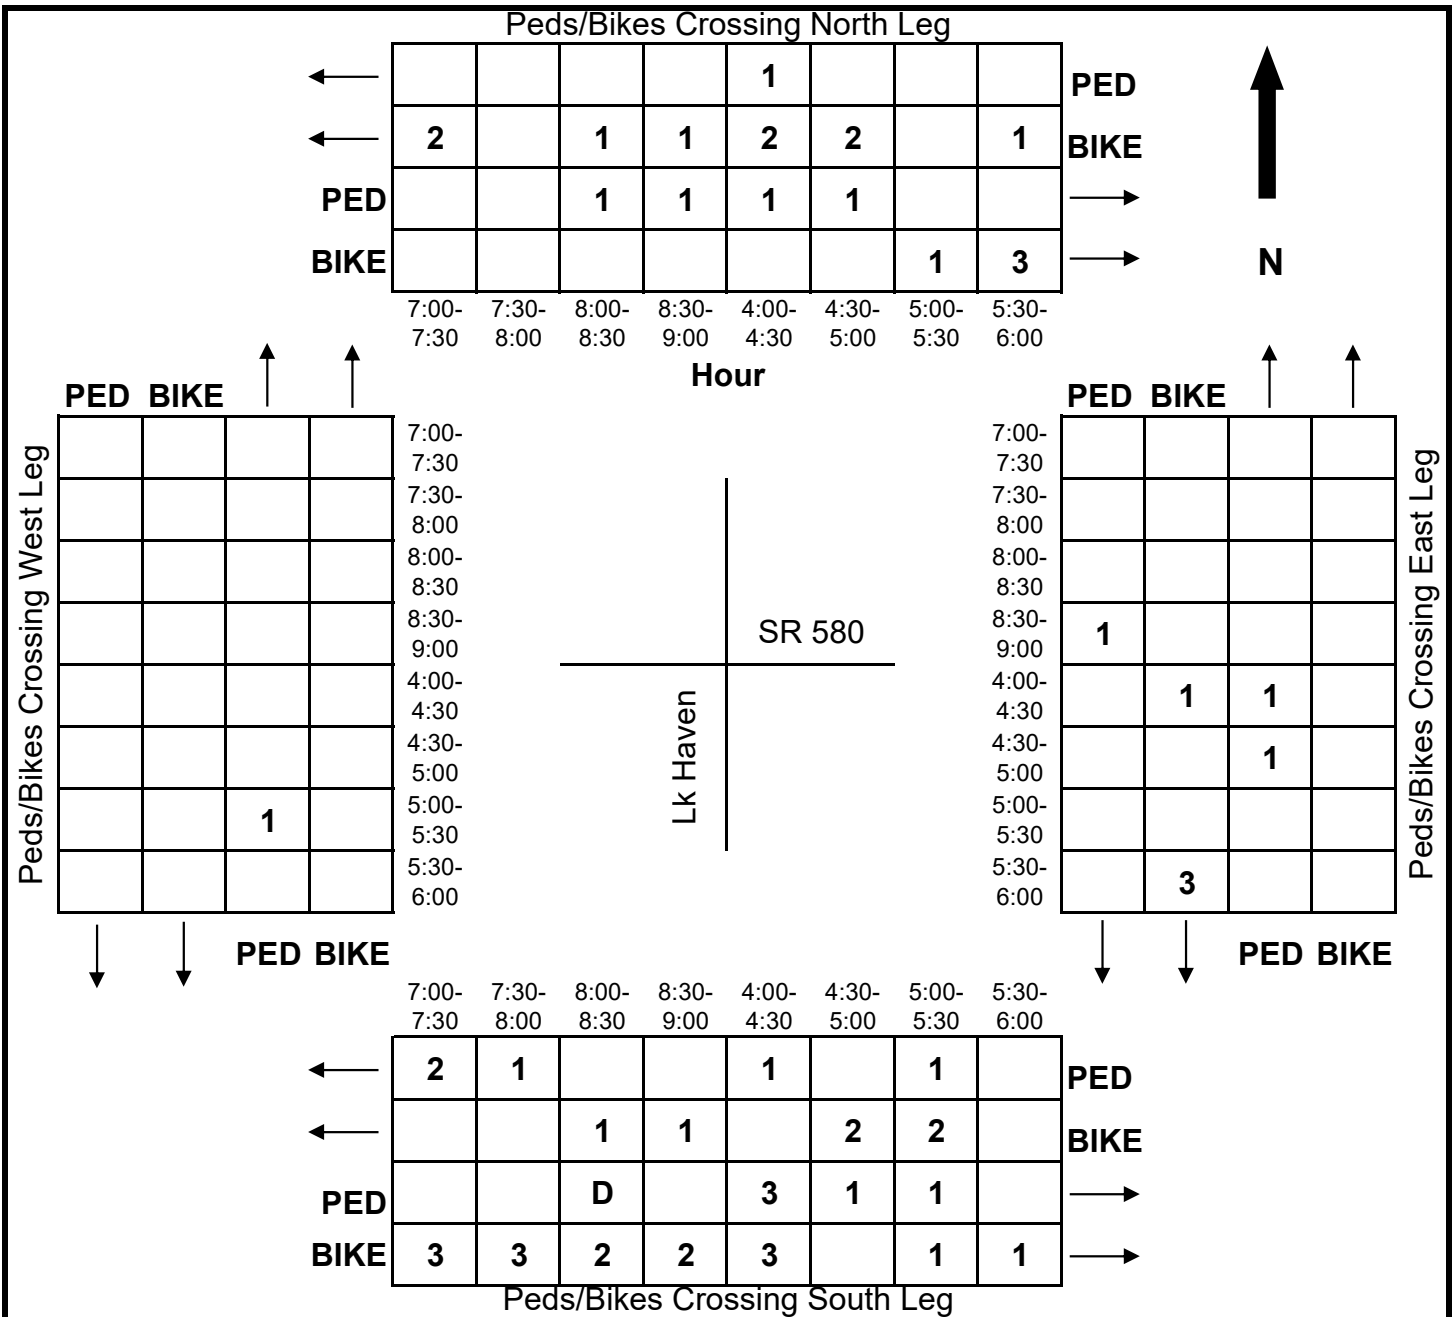 Peds/Bikes Crossing North Leg
1 PED
2 1 1 2 2 1 BIKE
PED 1 1 1 1
BIKE 1 3
N
7:00- 7:30- 8:00- 8:30- 4:00- 4:30- 5:00- 5:30-
7:30 8:00 8:30 9:00 4:30 5:00 5:30 6:00
Hour
PED BIKE
Peds/Bikes Crossing West Leg
7:00-
7:30
7:30-
8:00
8:00-
8:30
8:30-
9:00
4:00-
4:30
4:30-
5:00
1 5:00-
5:30
5:30-
6:00
PED BIKE
SR 580
Lk Haven
PED BIKE
7:00-
7:30
7:30-
8:00
8:00-
8:30
8:30- 1
9:00
4:00- 1 1
4:30
4:30- 1
5:00
5:00-
5:30
5:30- 3
6:00
PED BIKE
Peds/Bikes Crossing East Leg
7:00- 7:30- 8:00- 8:30- 4:00- 4:30- 5:00- 5:30-
7:30 8:00 8:30 9:00 4:30 5:00 5:30 6:00
2 1 1 1 PED
1 1 2 2 BIKE
PED D 3 1 1
BIKE 3 3 2 2 3 1 1
Peds/Bikes Crossing South Leg